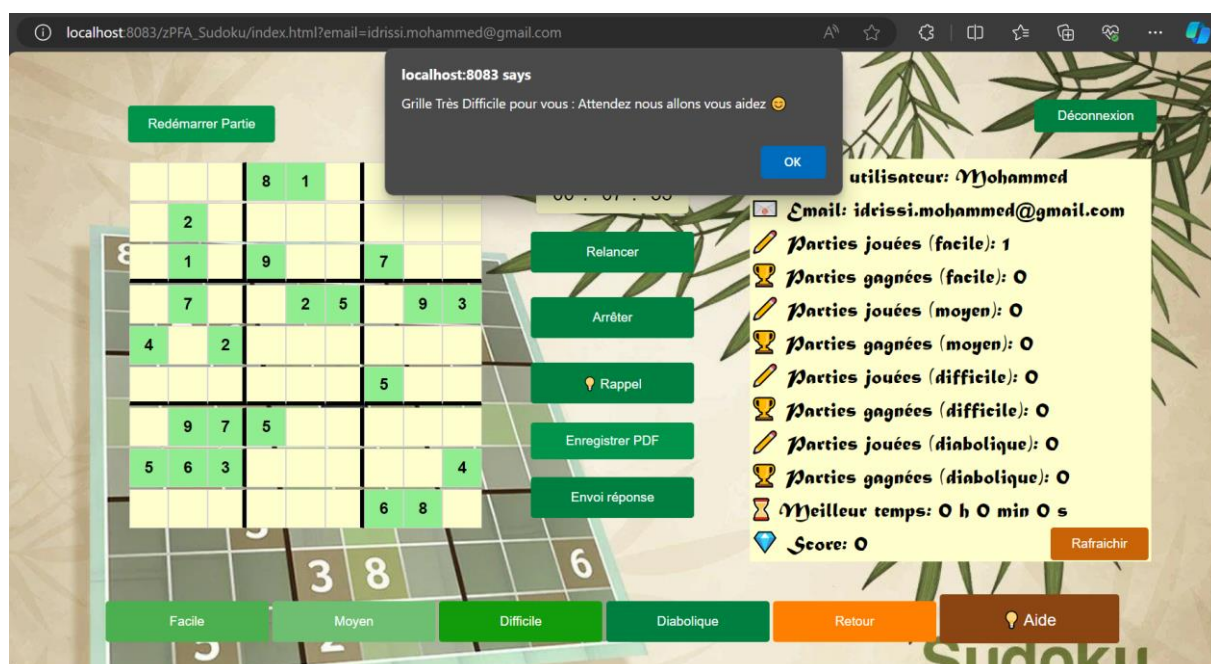 localhost:8083/zPFA_Sudoku/index.html?email=idrissi.mohammed@gmail.com
localhost:8083 says
Grille Très Difficile pour vous : Attendez nous allons vous aidez
OK
Redémarrer Partie
Déconnexion
8 1
2
1 9 7
7 2 5 9 3
4 2
5
9 7 5
5 6 3 4
6 8
Relancer
Arrêter
Rappel
Enregistrer PDF
Envoi réponse
utilisateur: Mohammed
Email: idrissi.mohammed@gmail.com
Parties jouées (facile): 1
Parties gagnées (facile): 0
Parties jouées (moyen): 0
Parties gagnées (moyen): 0
Parties jouées (difficile): 0
Parties gagnées (difficile): 0
Parties jouées (diabolique): 0
Parties gagnées (diabolique): 0
Meilleur temps: 0 h 0 min 0 s
Score: 0
Rafraichir
8
3 8 6
Facile
Moyen
Difficile
Diabolique
Retour
Aide
Sudoku